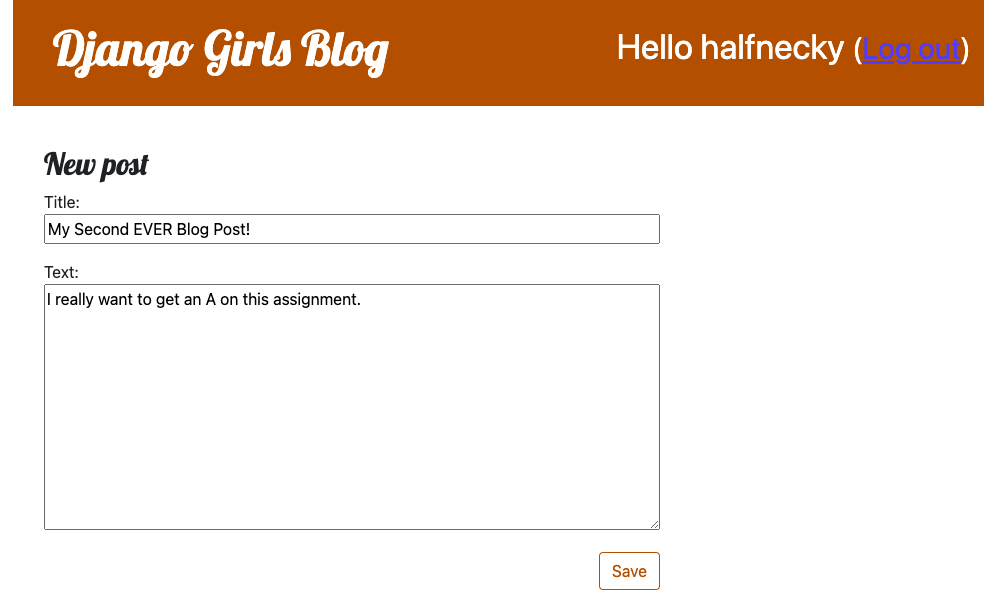 Django Girls Blog
Hello halfnecky (Log out)
New post
Title:
My Second EVER Blog Post!
Text:
I really want to get an A on this assignment.
Save